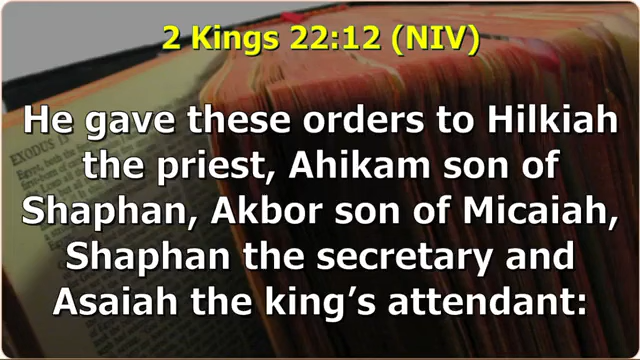 2 Kings 22:12 (NIV)
He gave these orders to Hilkiah
the priest, Ahikam son of
Shaphan, Akbor son of Micaiah,
Shaphan the secretary and
Asaiah the king’s attendant:
EXODUS